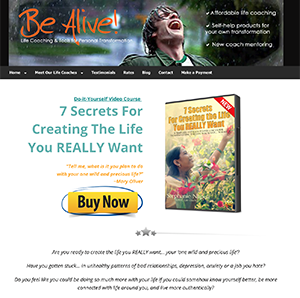 Be Alive!
Life Coaching & Tools for Personal Transformation
✓ Affordable life coaching
✓ Self-help products for
your own transformation
✓ New coach mentoring
Home
Meet Our Life Coaches
Testimonials
Rates
Blog
Contact
Make a Payment
Do-It-Yourself Video Course
7 Secrets For
Creating The Life
You REALLY Want
"Tell me, what is it you plan to do
with your one wild and precious life?"
-Mary Oliver
Buy Now
NEW
7 Secrets
For Creating the Life
You REALLY Want
Are you ready to create the life you REALLY want... your 'one wild and precious life'?
Have you gotten stuck... in unhealthy patterns of bad relationships, depression, anxiety or a job you hate?
Do you feel like you could be doing so much more with your life if you could somehow know yourself better, be more
connected with life around you, and live more authentically?